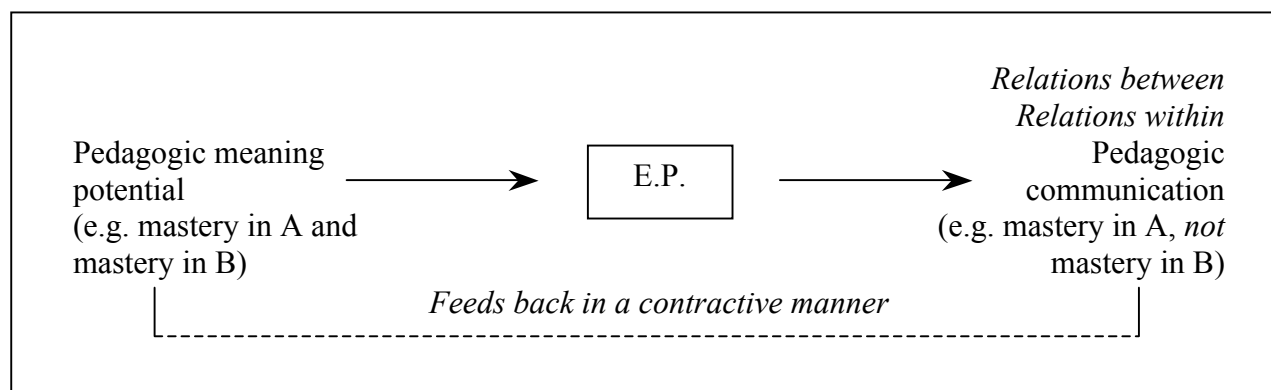 Pedagogic meaning
potential
(e.g. mastery in A and
mastery in B)
E.P.
Relations between
Relations within
Pedagogic
communication
(e.g. mastery in A, not
mastery in B)
Feeds back in a contractive manner